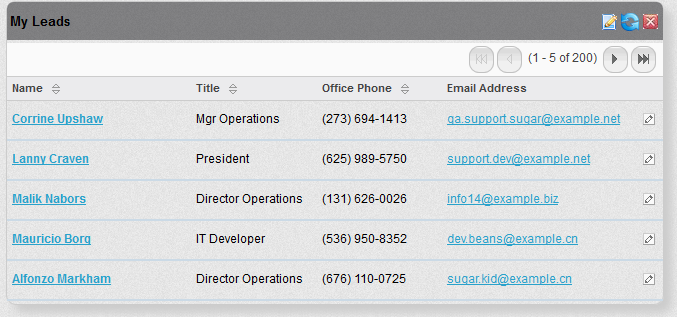 My Leads
(1 - 5 of 200)
Name Title Office Phone Email Address
Corrine Upshaw Mgr Operations (273) 694-1413 qa.support.sugar@example.net
Lanny Craven President (625) 989-5750 support.dev@example.net
Malik Nabors Director Operations (131) 626-0026 info14@example.biz
Mauricio Borg IT Developer (536) 950-8352 dev.beans@example.cn
Alfonzo Markham Director Operations (676) 110-0725 sugar.kid@example.cn